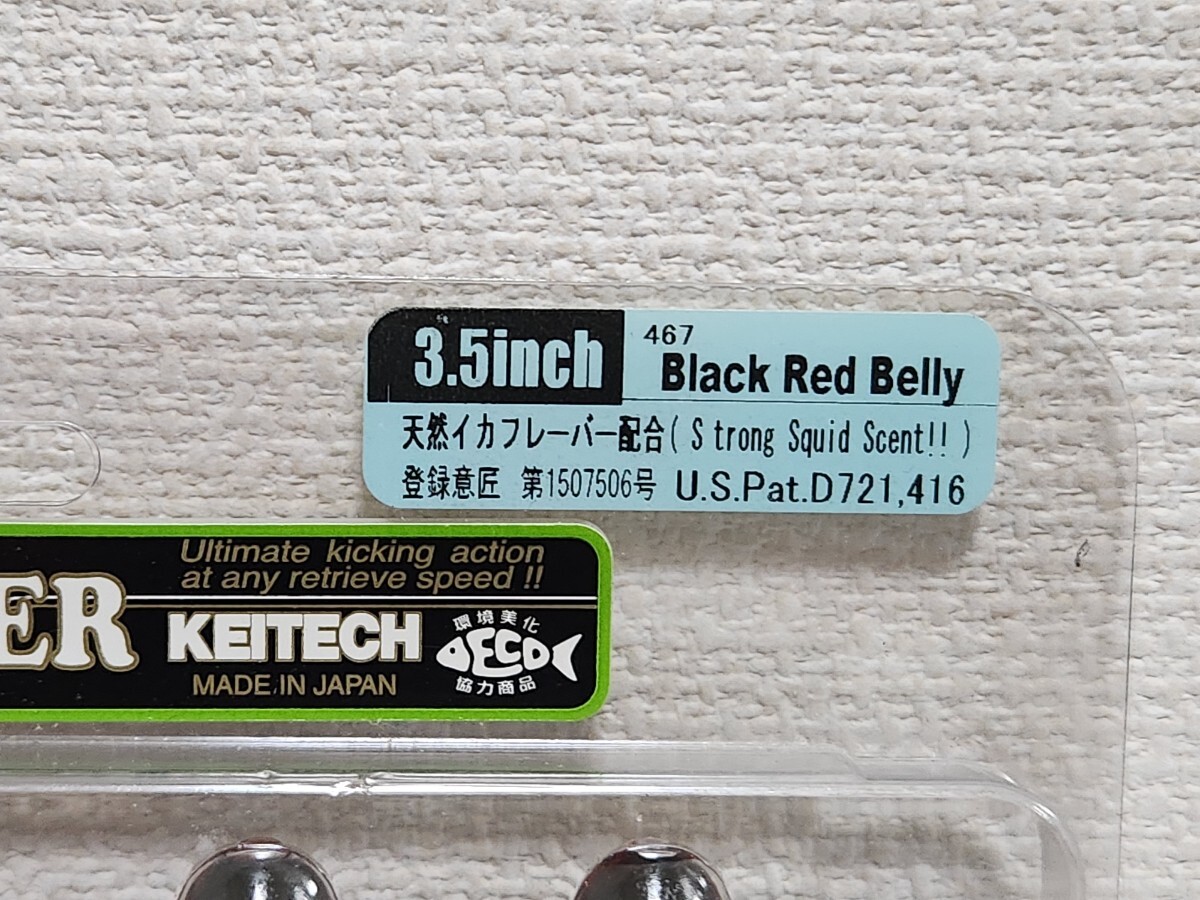 3.5inch
467
Black Red Belly
天然イカフレーバー配合(Strong Squid Scent!!)
登録意匠 第1507506号 U.S.Pat.D721,416
Ultimate kicking action
at any retrieve speed !!
ER
KEITECH
MADE IN JAPAN
環境美化
ECO
協力商品